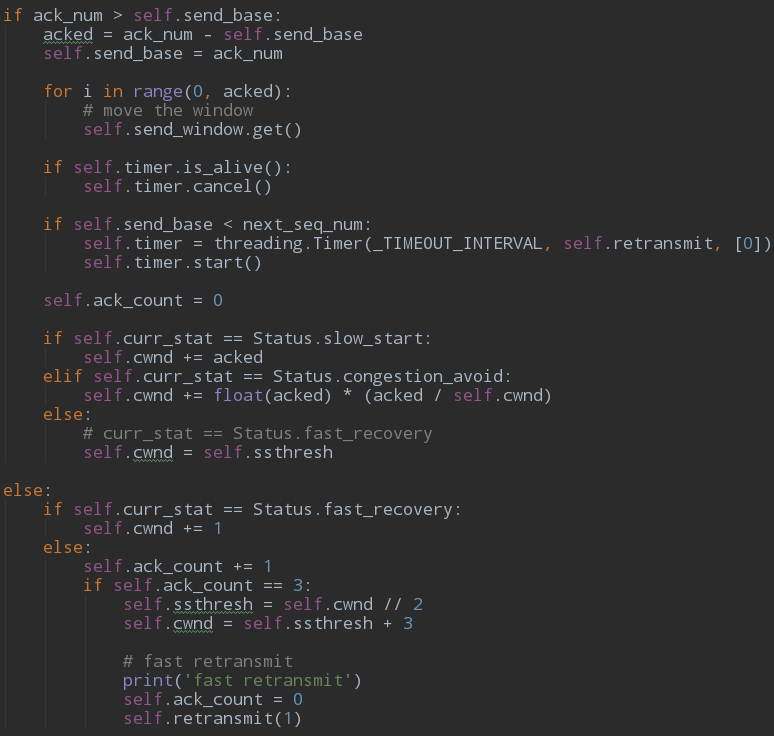 if ack_num > self.send_base:
    acked = ack_num - self.send_base
    self.send_base = ack_num

    for i in range(0, acked):
        # move the window
        self.send_window.get()

    if self.timer.is_alive():
        self.timer.cancel()

    if self.send_base < next_seq_num:
        self.timer = threading.Timer(_TIMEOUT_INTERVAL, self.retransmit, [0])
        self.timer.start()

    self.ack_count = 0

    if self.curr_stat == Status.slow_start:
        self.cwnd += acked
    elif self.curr_stat == Status.congestion_avoid:
        self.cwnd += float(acked) * (acked / self.cwnd)
    else:
        # curr_stat == Status.fast_recovery
        self.cwnd = self.ssthresh

else:
    if self.curr_stat == Status.fast_recovery:
        self.cwnd += 1
    else:
        self.ack_count += 1
        if self.ack_count == 3:
            self.ssthresh = self.cwnd // 2
            self.cwnd = self.ssthresh + 3

            # fast retransmit
            print('fast retransmit')
            self.ack_count = 0
            self.retransmit(1)